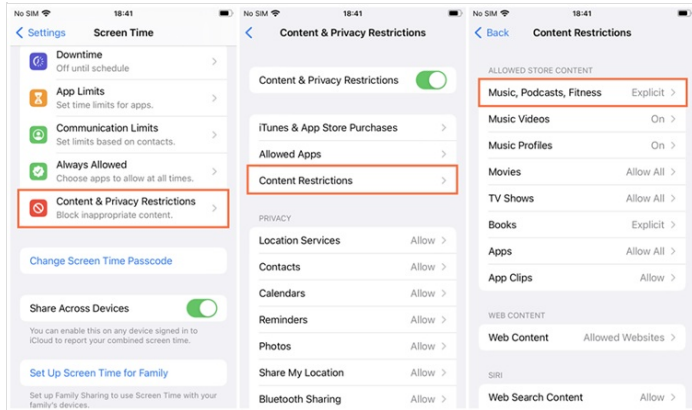 No SIM 18:41
Settings Screen Time
Downtime
Off until schedule
App Limits
Set time limits for apps.
Communication Limits
Set limits based on contacts.
Always Allowed
Choose apps to allow at all times.
Content & Privacy Restrictions
Block inappropriate content.
Change Screen Time Passcode
Share Across Devices
You can enable this on any device signed in to
iCloud to report your combined screen time.
Set Up Screen Time for Family
Set up Family Sharing to use Screen Time with your
family's devices.
No SIM 18:41
Content & Privacy Restrictions
Content & Privacy Restrictions
iTunes & App Store Purchases
Allowed Apps
Content Restrictions
PRIVACY
Location Services Allow
Contacts Allow
Calendars Allow
Reminders Allow
Photos Allow
Share My Location Allow
Bluetooth Sharing Allow
No SIM 18:41
Back Content Restrictions
ALLOWED STORE CONTENT
Music, Podcasts, Fitness Explicit
Music Videos On
Music Profiles On
Movies Allow All
TV Shows Allow All
Books Explicit
Apps Allow All
App Clips Allow
WEB CONTENT
Web Content Allowed Websites
SIRI
Web Search Content Allow